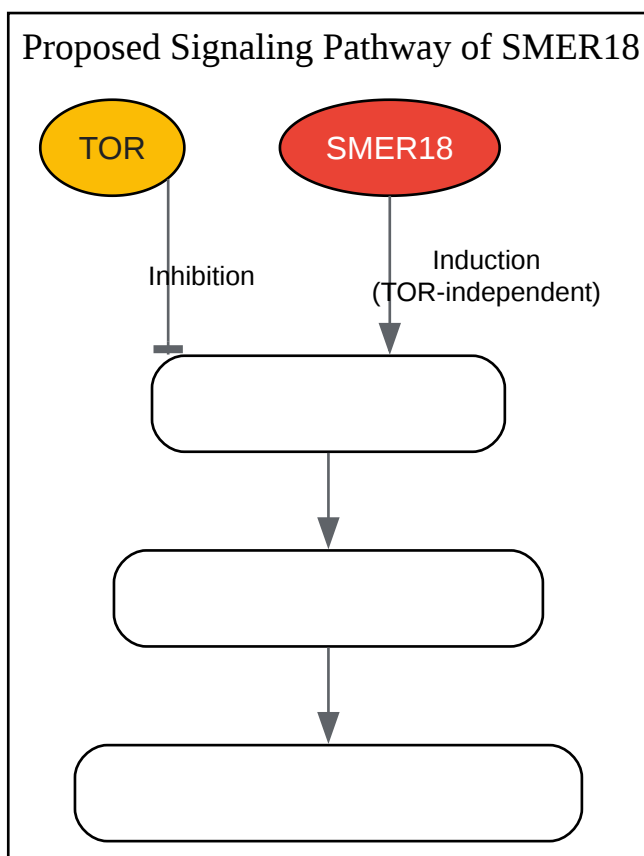 Proposed Signaling Pathway of SMER18
TOR
SMER18
Inhibition
Induction
(TOR-independent)